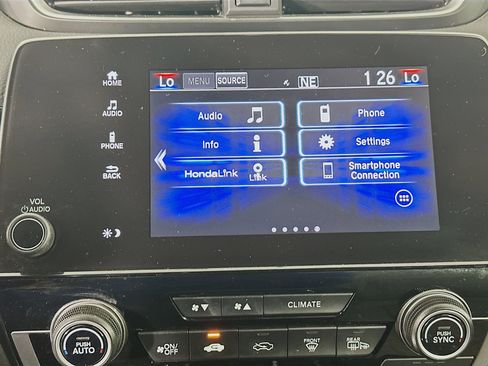 HOME
AUDIO
PHONE
BACK
VOL
AUDIO
Lo MENU SOURCE NE 1 26 Lo
Audio Phone
Info Settings
HondaLink Link Smartphone
Connection
CLIMATE
PUSH
AUTO
ON/
OFF
FRONT
REAR
PUSH
SYNC